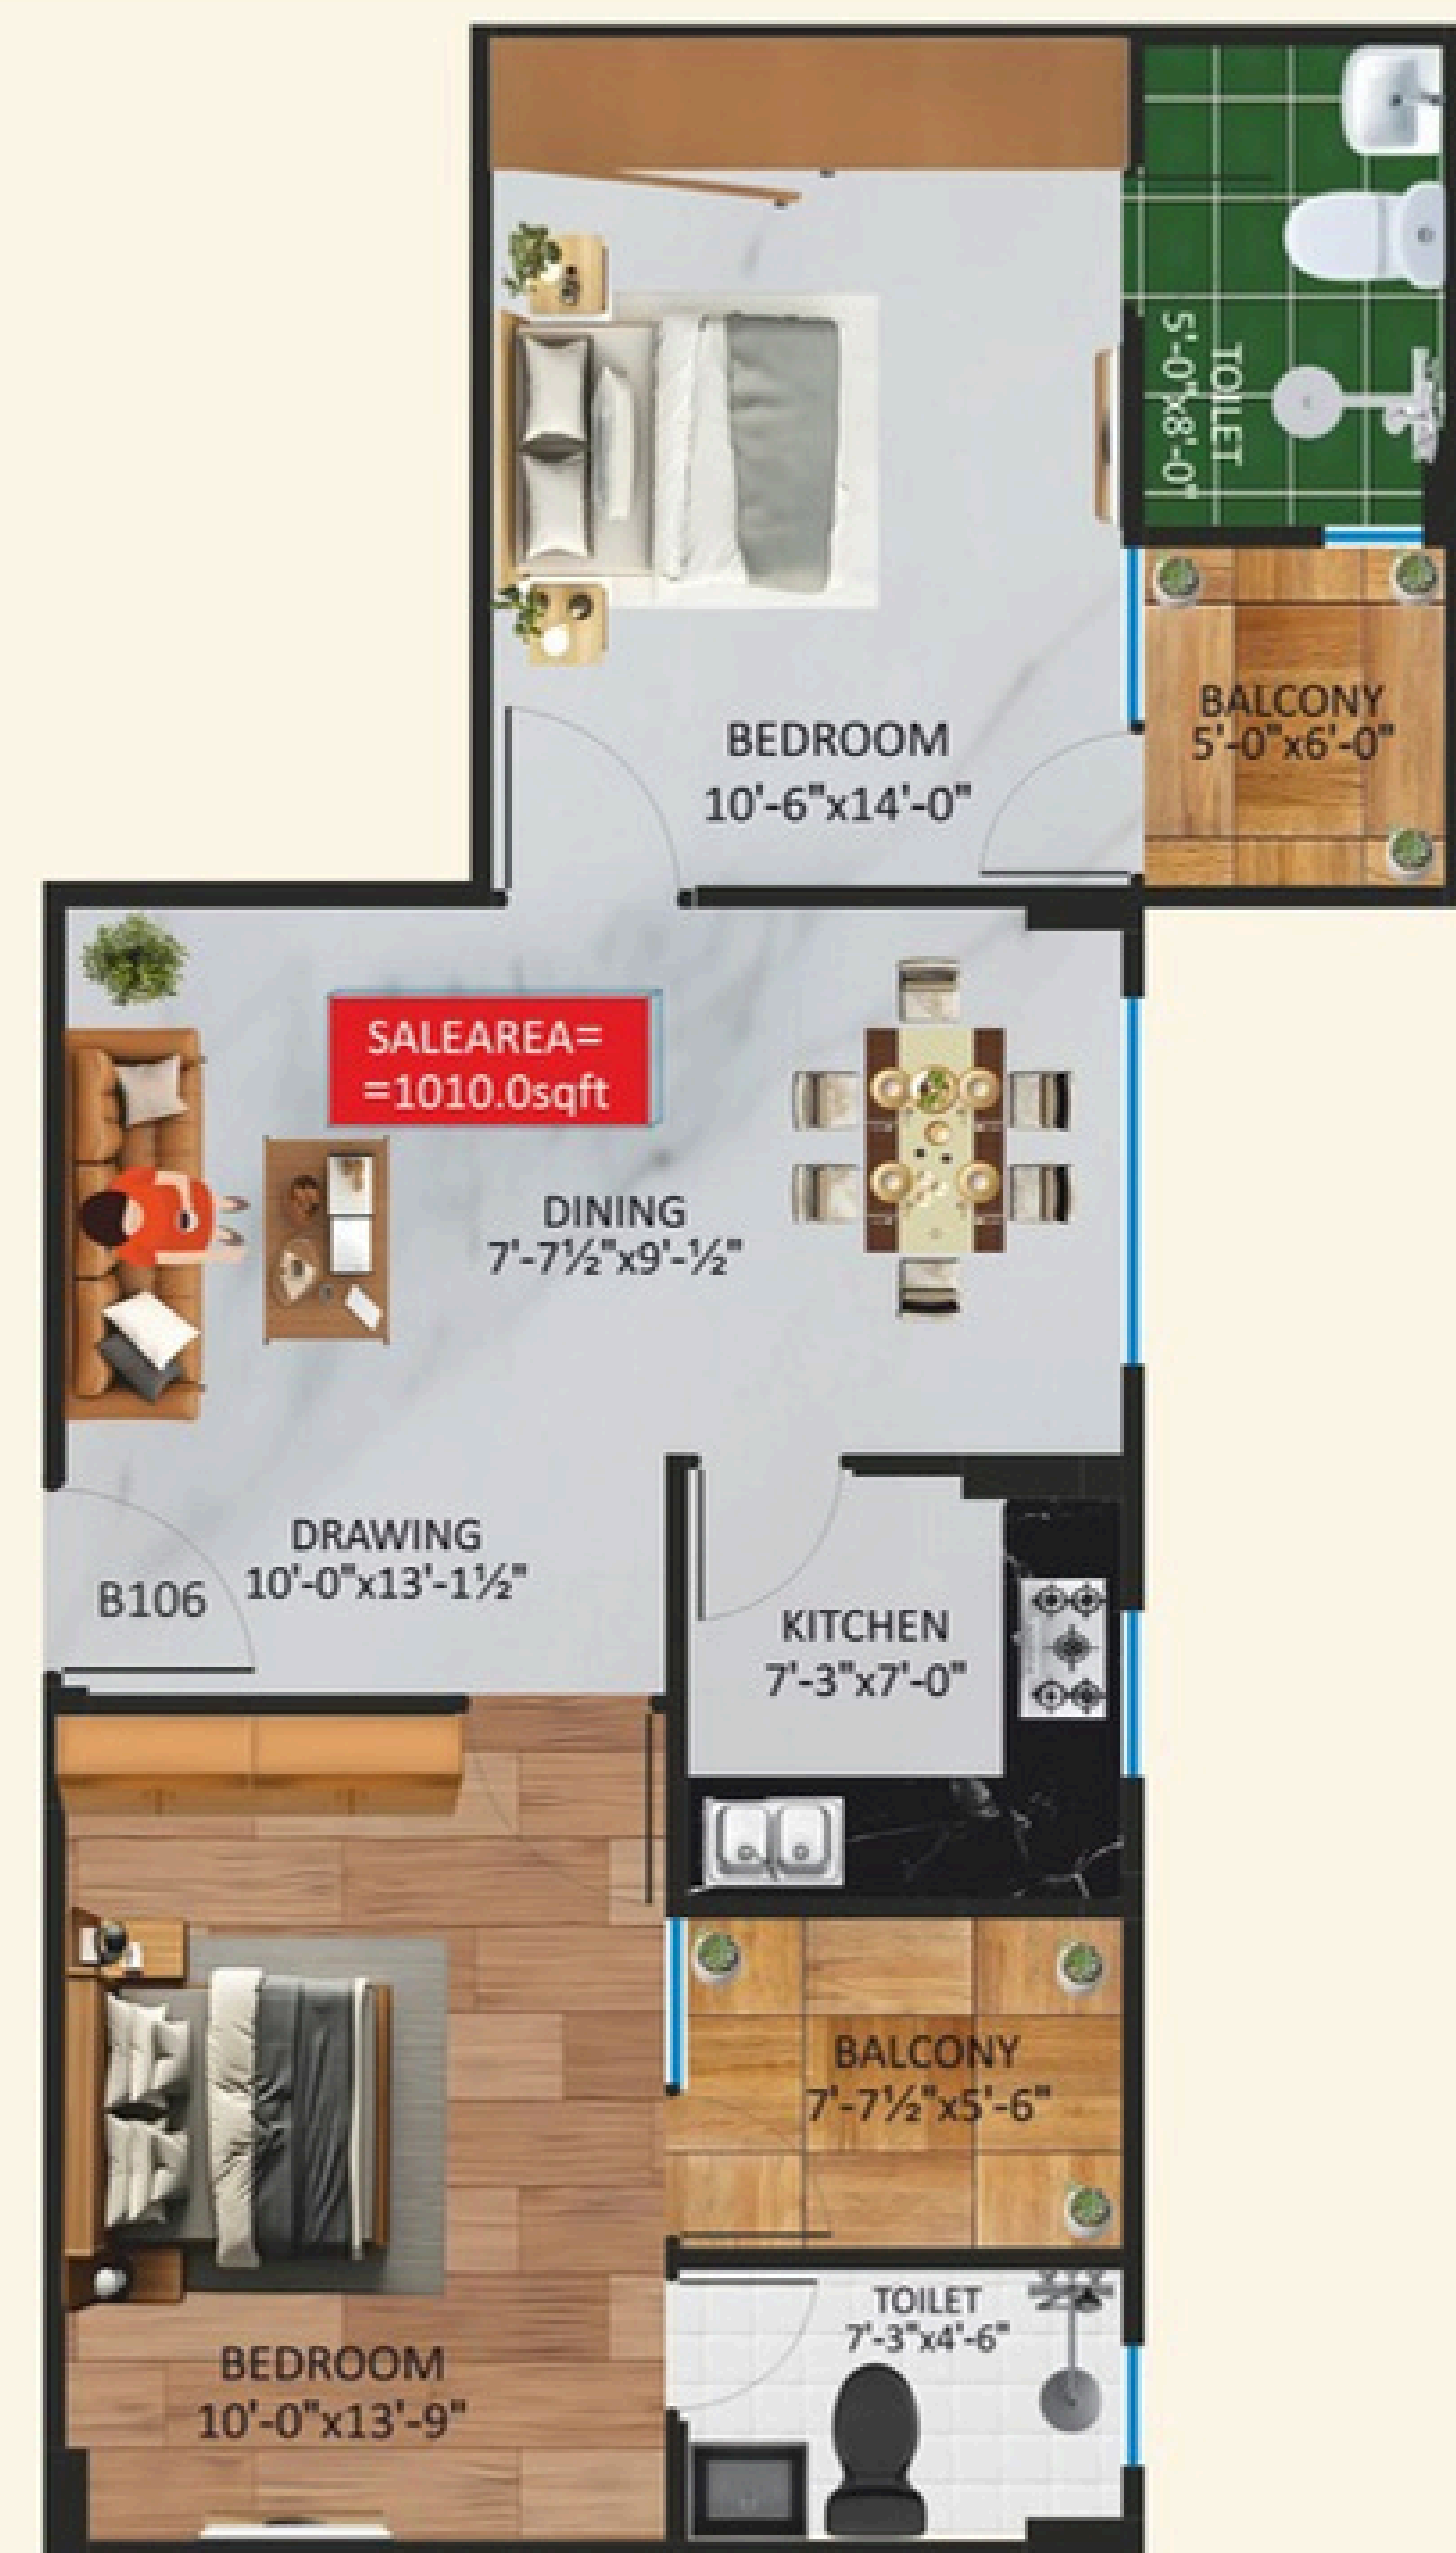 TOILET
5'-0"x8'-0"
BALCONY
5'-0"x6'-0"
BEDROOM
10'-6"x14'-0"
SALEAREA=
=1010.0sqft
DINING
7'-7½"x9'-½"
DRAWING
10'-0"x13'-1½"
B106
KITCHEN
7'-3"x7'-0"
BALCONY
7'-7½"x5'-6"
TOILET
7'-3"x4'-6"
BEDROOM
10'-0"x13'-9"